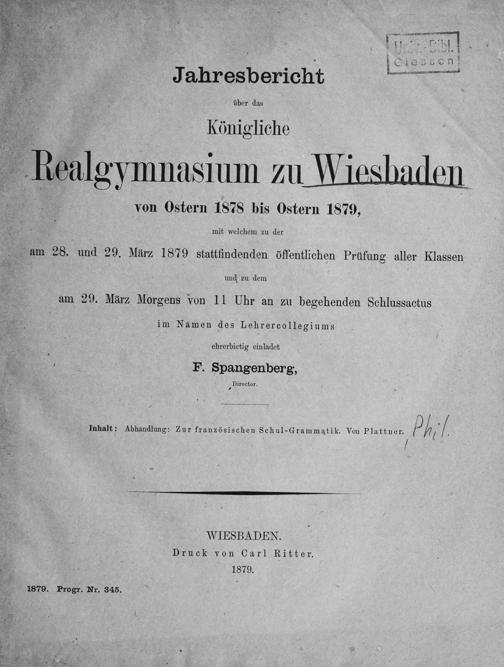 Univ.-Bibl.
Giessen
Jahresbericht
über das
Königliche
Realgymnasium zu Wiesbaden
von Ostern 1878 bis Ostern 1879,
mit welchem zu der
am 28. und 29. März 1879 stattfindenden öffentlichen Prüfung aller Klassen
und zu dem
am 29. März Morgens von 11 Uhr an zu begehenden Schlussactus
im Namen des Lehrercollegiums
ehrerbietig einladet
F. Spangenberg,
Director.
Inhalt: Abhandlung: Zur französischen Schul-Grammatik. Von Plattner. Phil.
WIESBADEN.
Druck von Carl Ritter.
1879.
1879. Progr. Nr. 345.